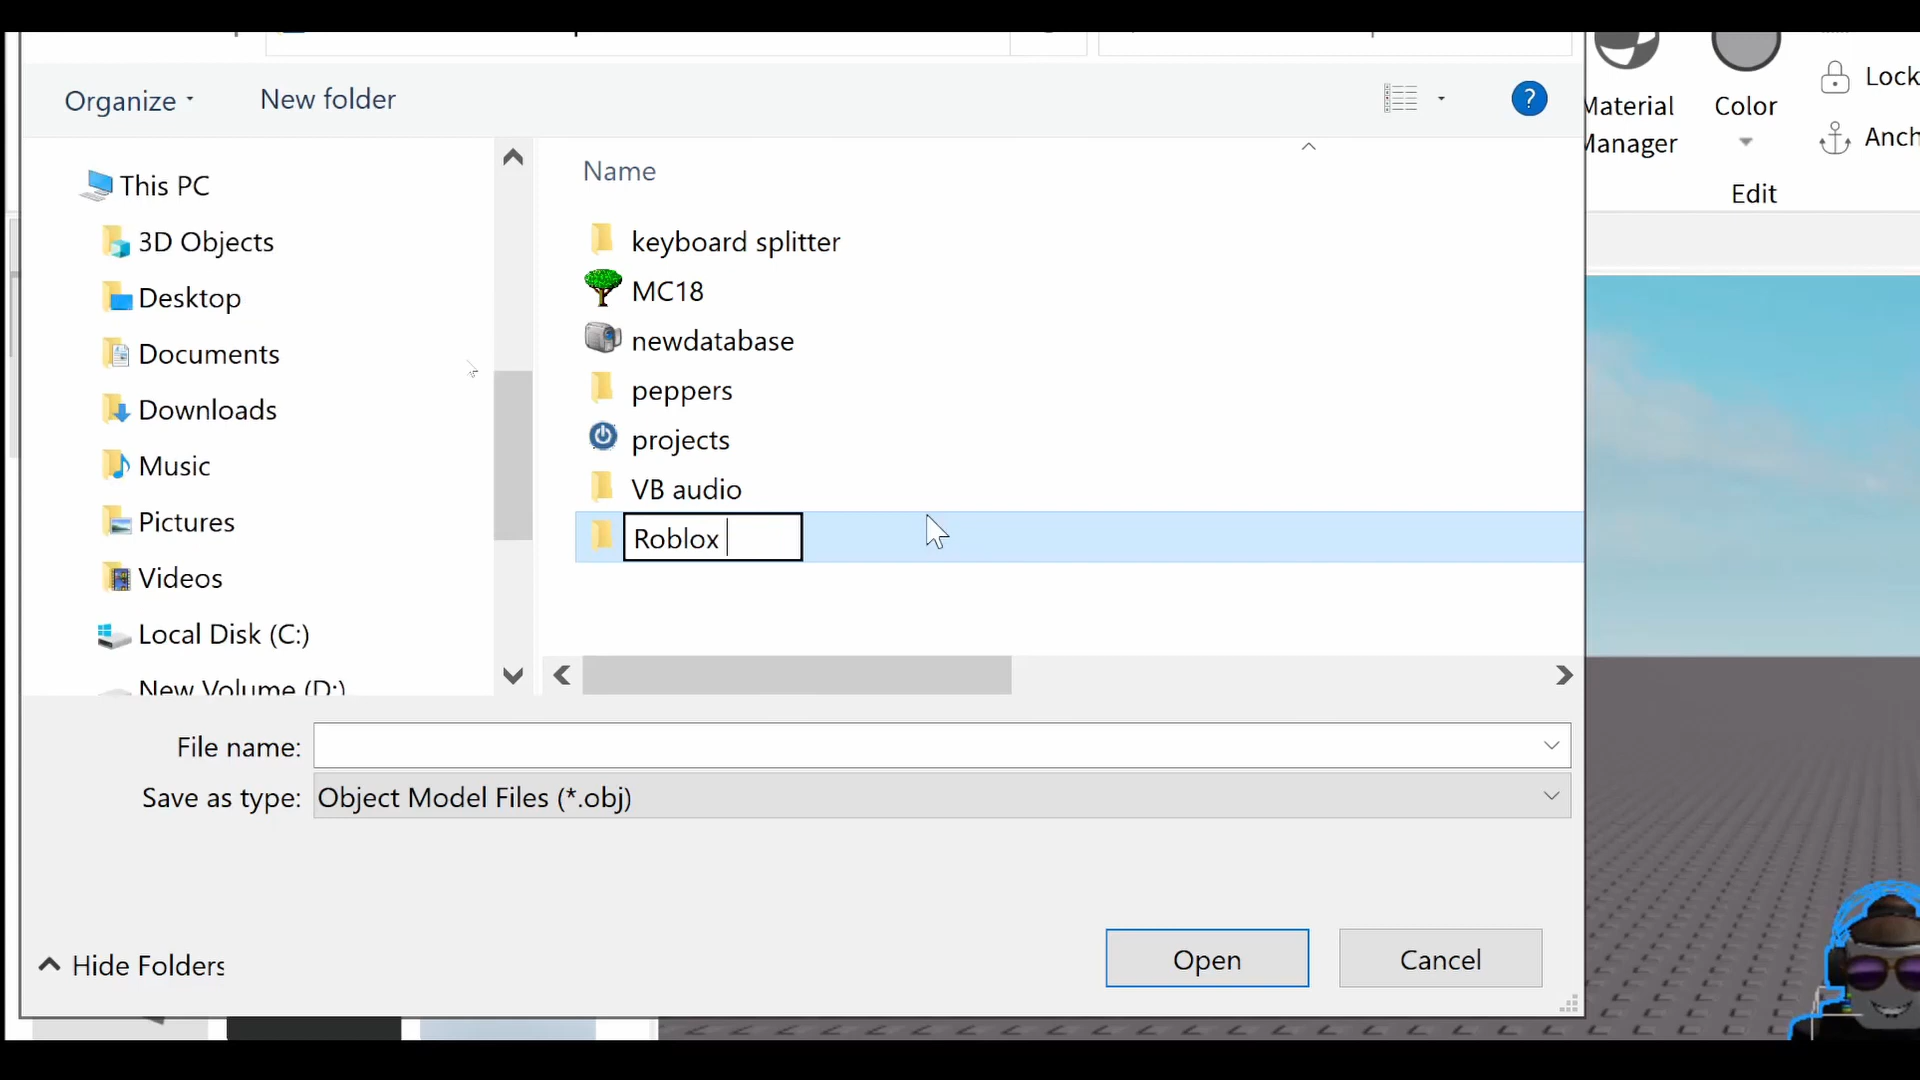 Organize
New folder
?
Material
Manager
Color
Lock
Anch
Edit
This PC
3D Objects
Desktop
Documents
Downloads
Music
Pictures
Videos
Local Disk (C:)
New Volume (D:)
Name
keyboard splitter
MC18
newdatabase
peppers
projects
VB audio
Roblox
File name:
Save as type: Object Model Files (*.obj)
Hide Folders
Open
Cancel